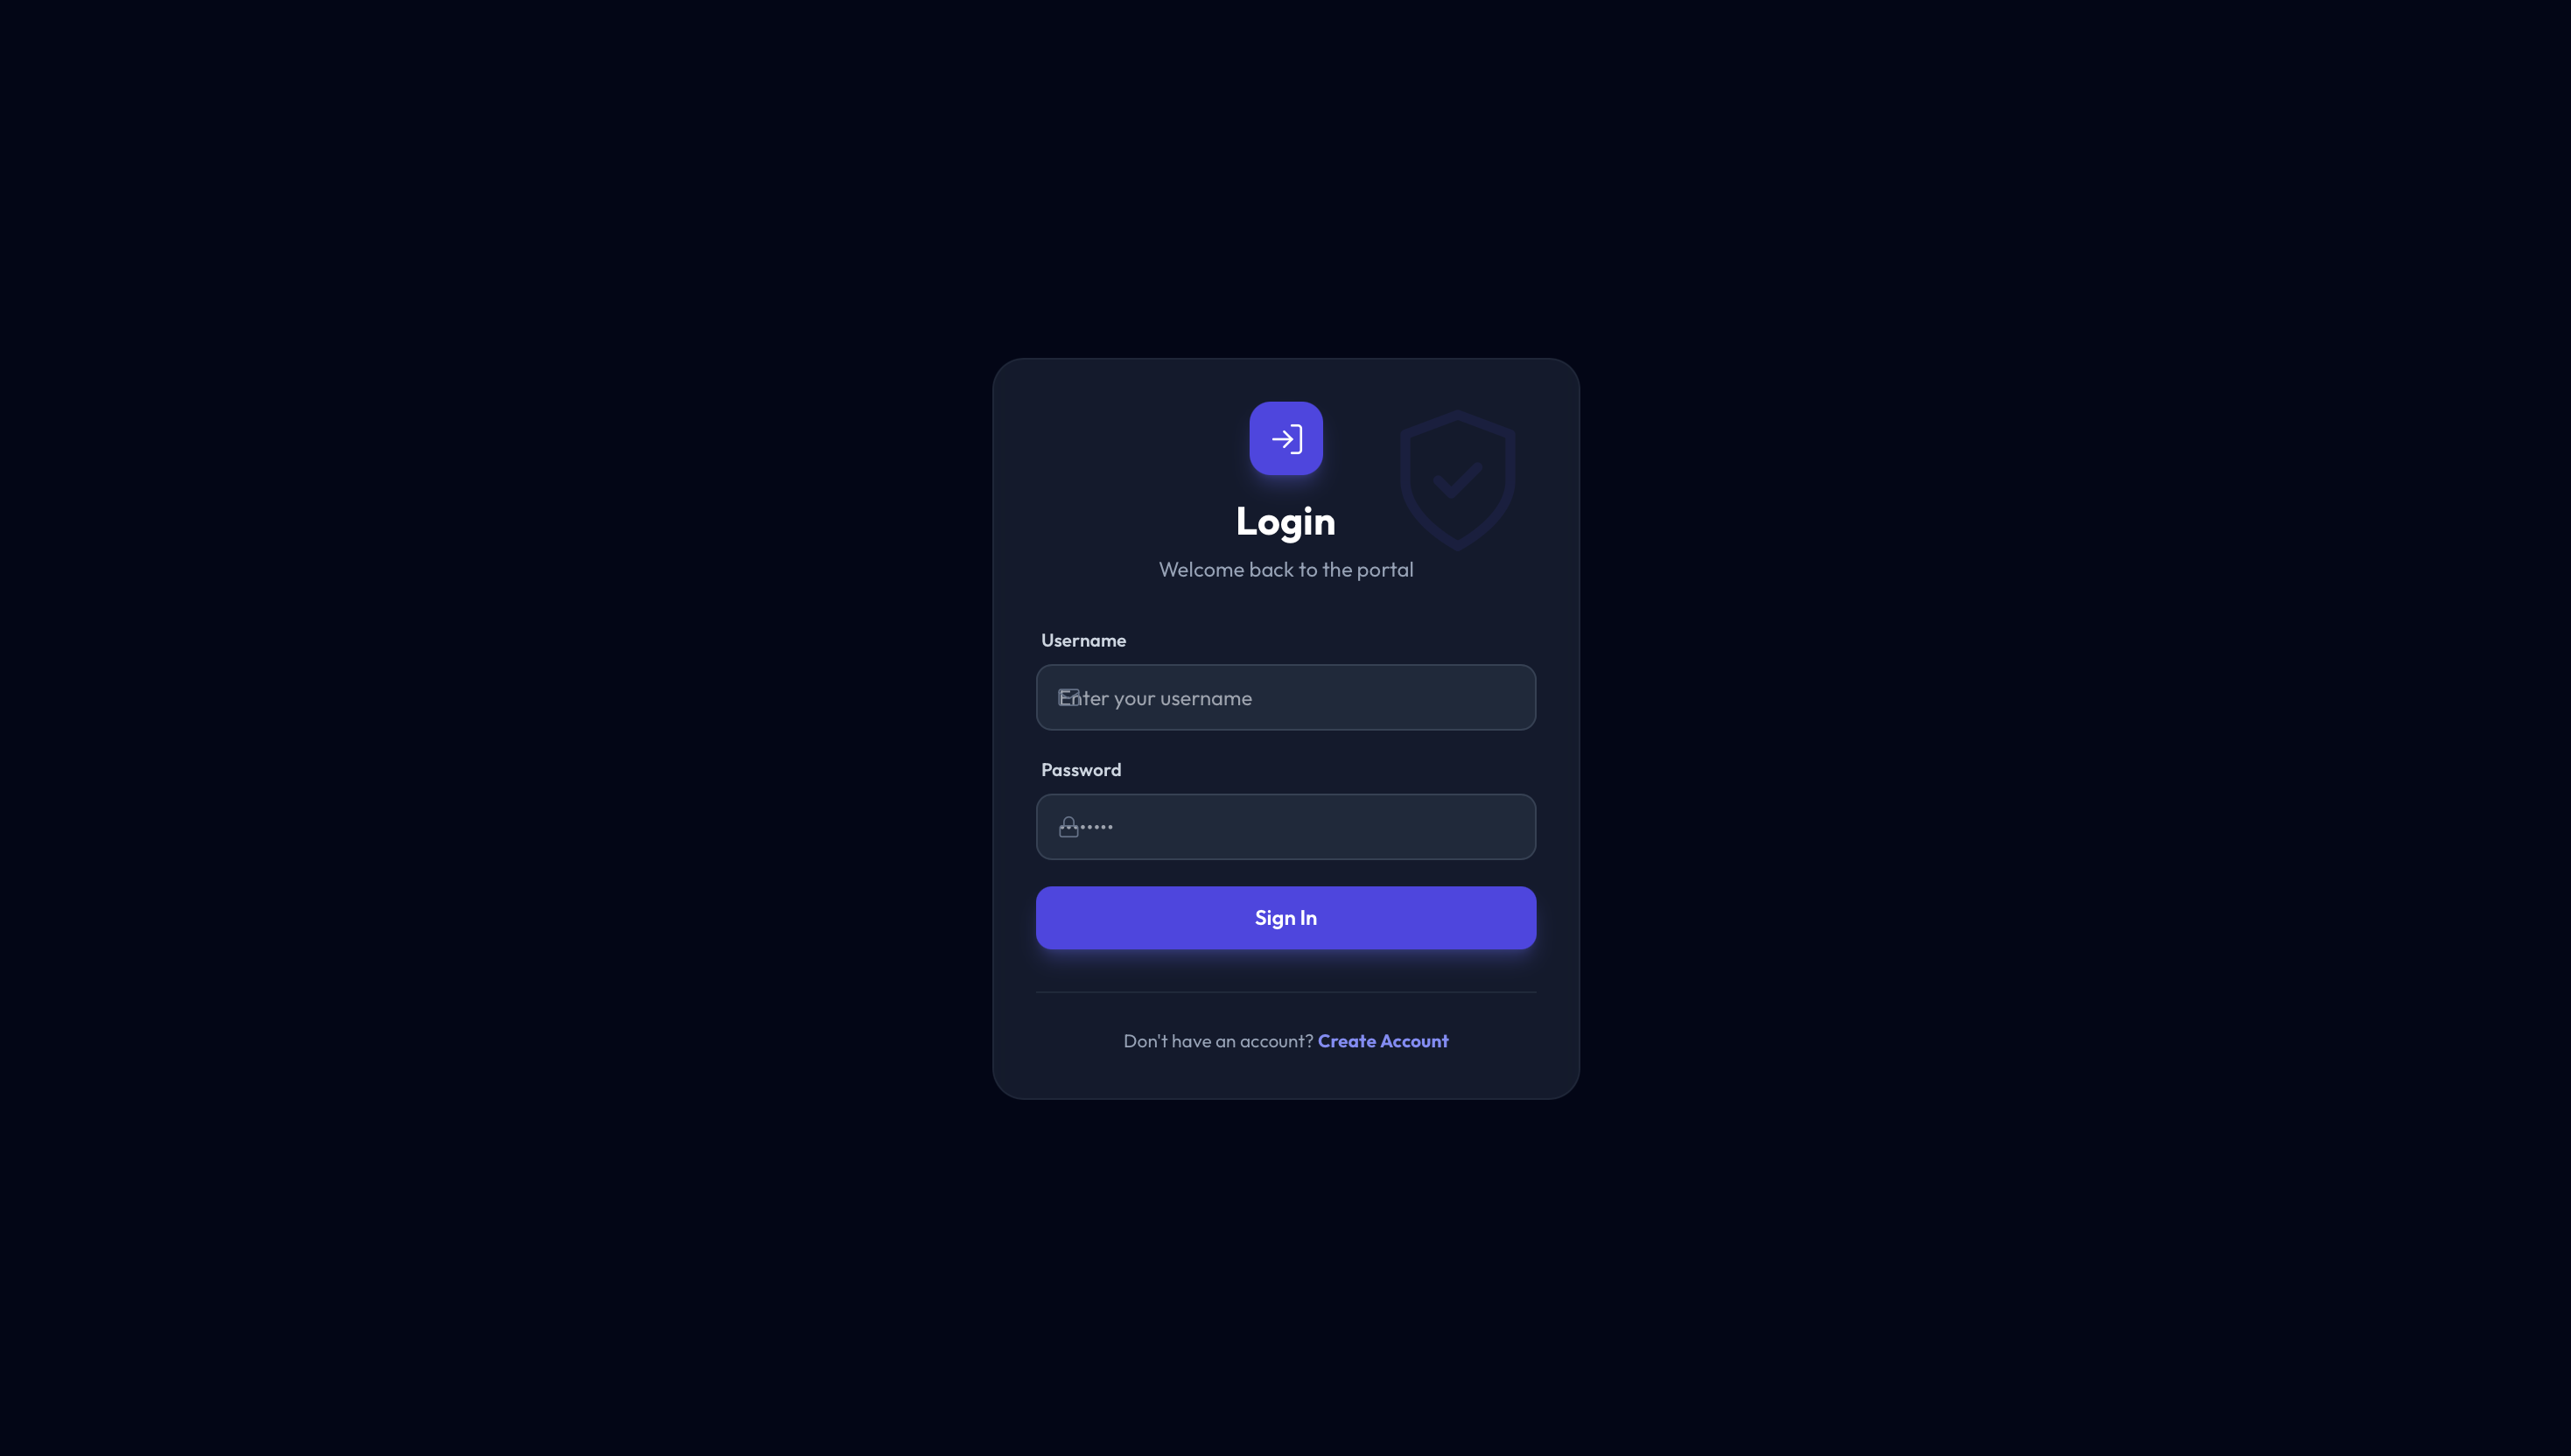 Login
Welcome back to the portal
Username
Enter your username
Password
••••••••
Sign In
Don't have an account? Create Account